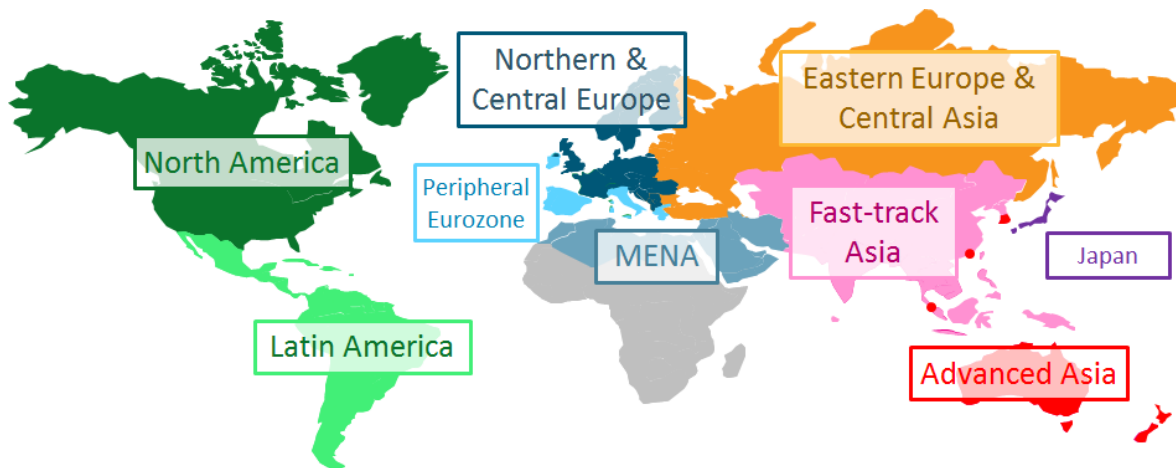 Northern &
Central Europe
Eastern Europe &
Central Asia
North America
Peripheral
Eurozone
Fast-track
Asia
MENA
Japan
Latin America
Advanced Asia